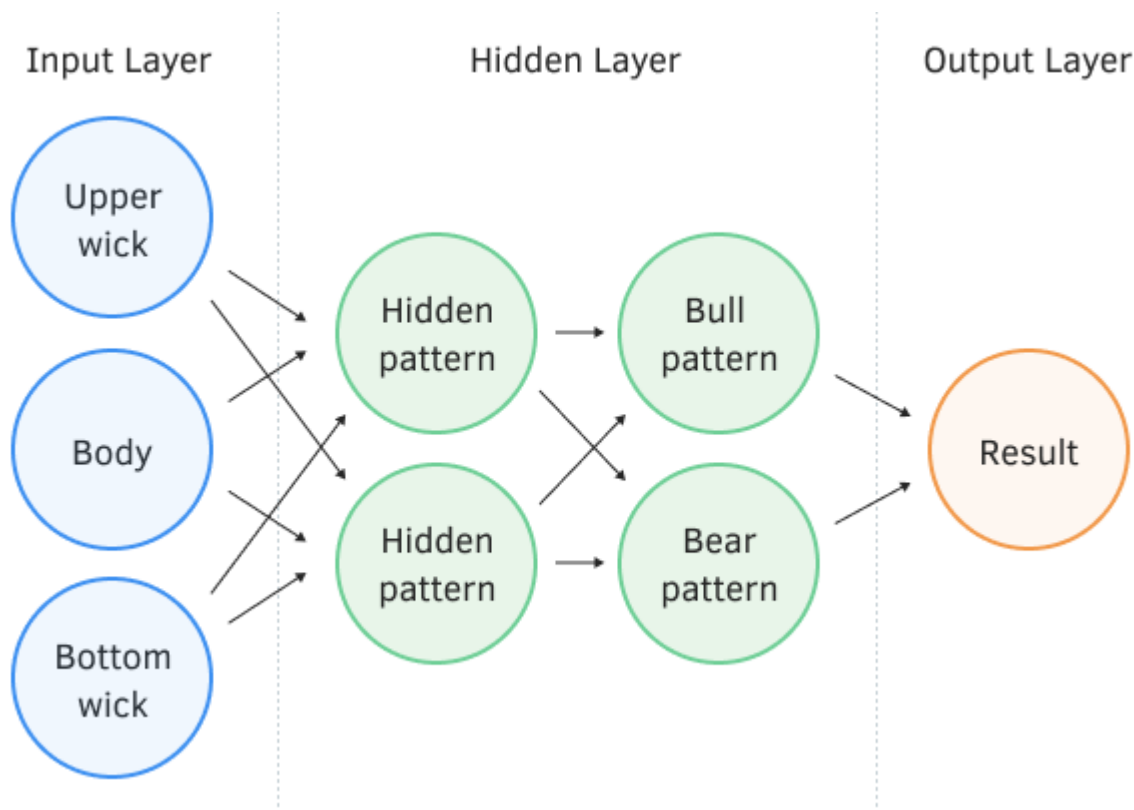 Input Layer
Hidden Layer
Output Layer
Upper
wick
Body
Bottom
wick
Hidden
pattern
Hidden
pattern
Bull
pattern
Bear
pattern
Result